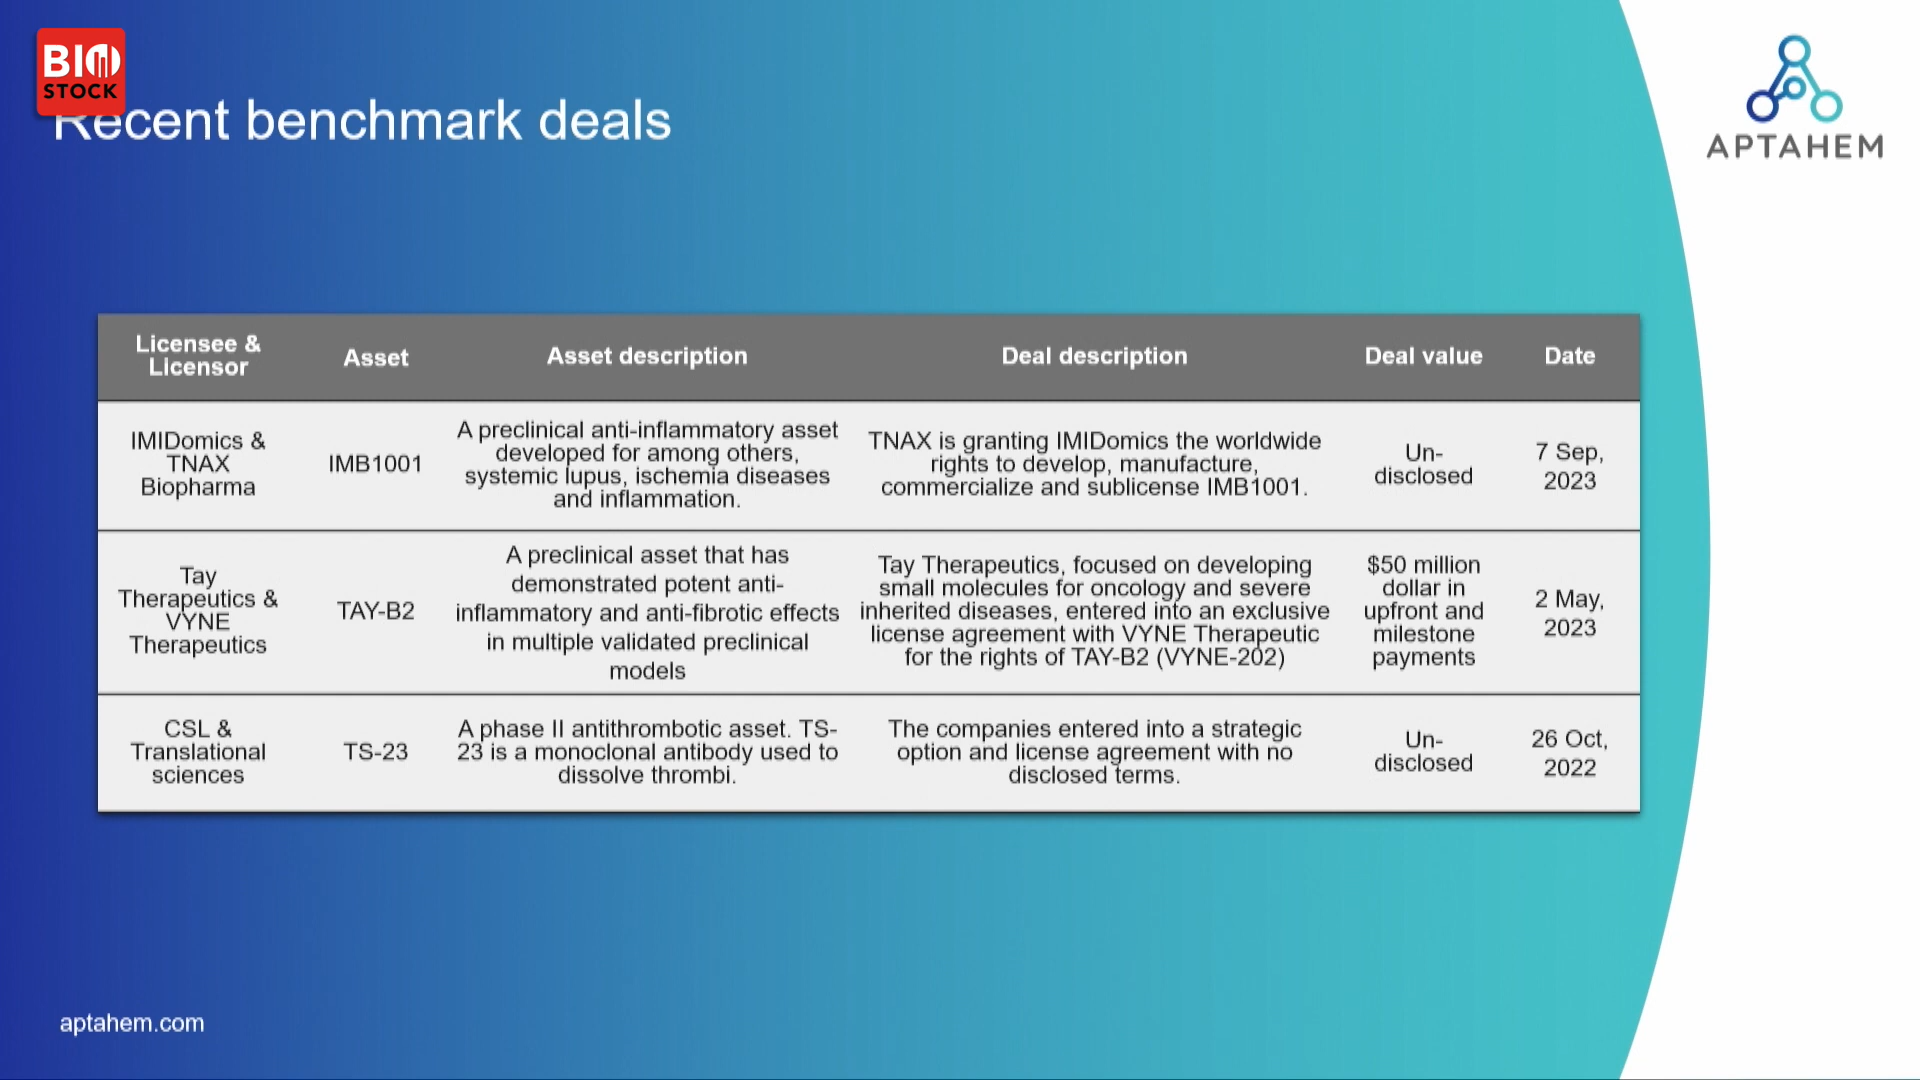 BIO
STOCK
Recent benchmark deals
APTAHEM
Licensee &
Licensor
Asset
Asset description
Deal description
Deal value
Date
IMIDomics &
TNAX
Biopharma
IMB1001
A preclinical anti-inflammatory asset
developed for among others,
systemic lupus, ischemia diseases
and inflammation.
TNAX is granting IMIDomics the worldwide
rights to develop, manufacture,
commercialize and sublicense IMB1001.
Un-
disclosed
7 Sep,
2023
Tay
Therapeutics &
VYNE
Therapeutics
TAY-B2
A preclinical asset that has
demonstrated potent anti-
inflammatory and anti-fibrotic effects
in multiple validated preclinical
models
Tay Therapeutics, focused on developing
small molecules for oncology and severe
inherited diseases, entered into an exclusive
license agreement with VYNE Therapeutic
for the rights of TAY-B2 (VYNE-202)
$50 million
dollar in
upfront and
milestone
payments
2 May,
2023
CSL &
Translational
sciences
TS-23
A phase II antithrombotic asset. TS-
23 is a monoclonal antibody used to
dissolve thrombi.
The companies entered into a strategic
option and license agreement with no
disclosed terms.
Un-
disclosed
26 Oct,
2022
aptahem.com